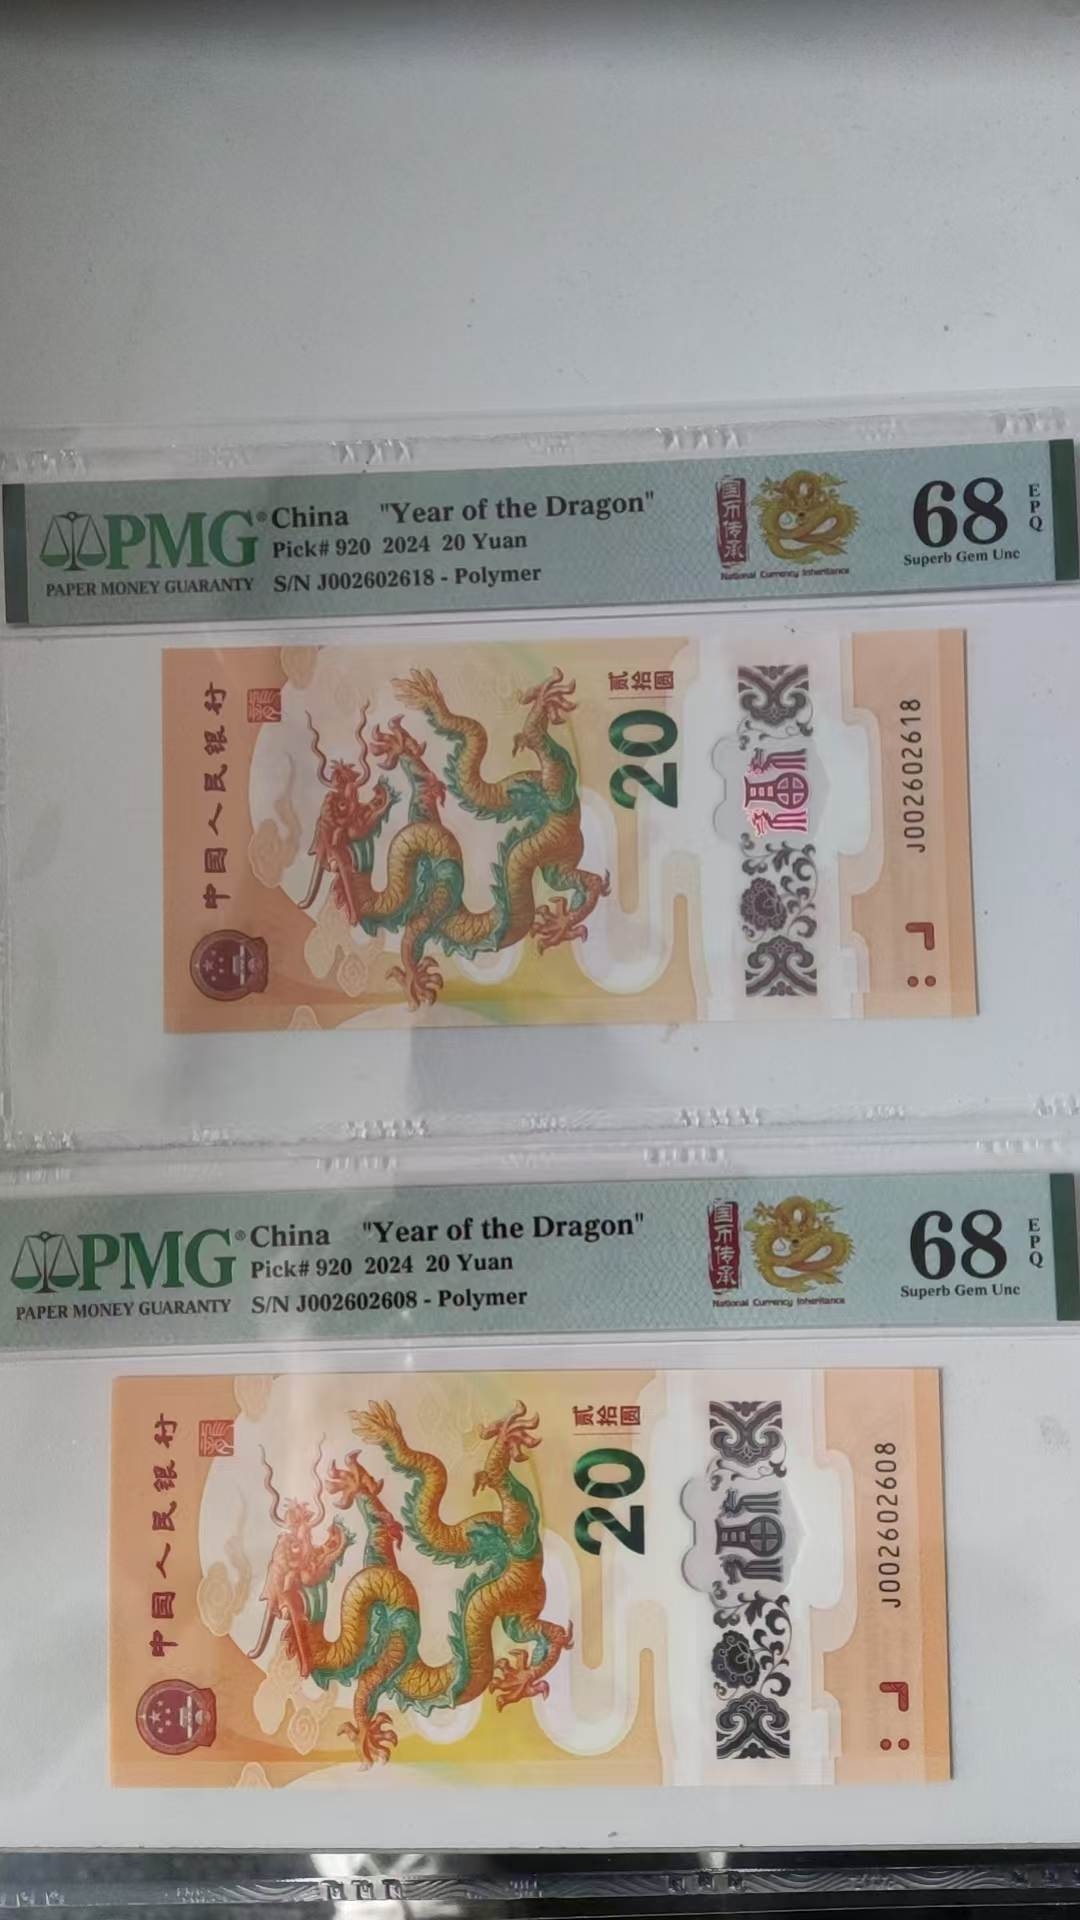 PMG®
PAPER MONEY GUARANTY
China "Year of the Dragon"
Pick# 920 2024 20 Yuan
S/N J002602618 - Polymer
国币传承
National Currency Inheritance
68
EPQ
Superb Gem Unc
中国人民银行
贰拾圆
20
福
J002602618
PMG®
PAPER MONEY GUARANTY
China "Year of the Dragon"
Pick# 920 2024 20 Yuan
S/N J002602608 - Polymer
国币传承
National Currency Inheritance
68
EPQ
Superb Gem Unc
中国人民银行
贰拾圆
20
福
J002602608